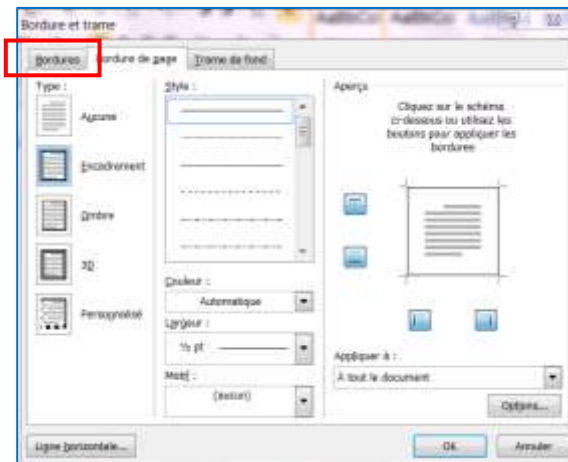 Bordure et trame
Bordures
Bordure de page
Trame de fond
Type :
Aucune
Encadrement
Ombre
3D
Personnalisé
Style :
Couleur :
Automatique
Largeur :
½ pt
Motif :
(aucun)
Aperçu
Cliquez sur le schéma
ci-dessous ou utilisez les
boutons pour appliquer les
bordures
Appliquer à :
À tout le document
Options...
Ligne horizontale...
OK
Annuler